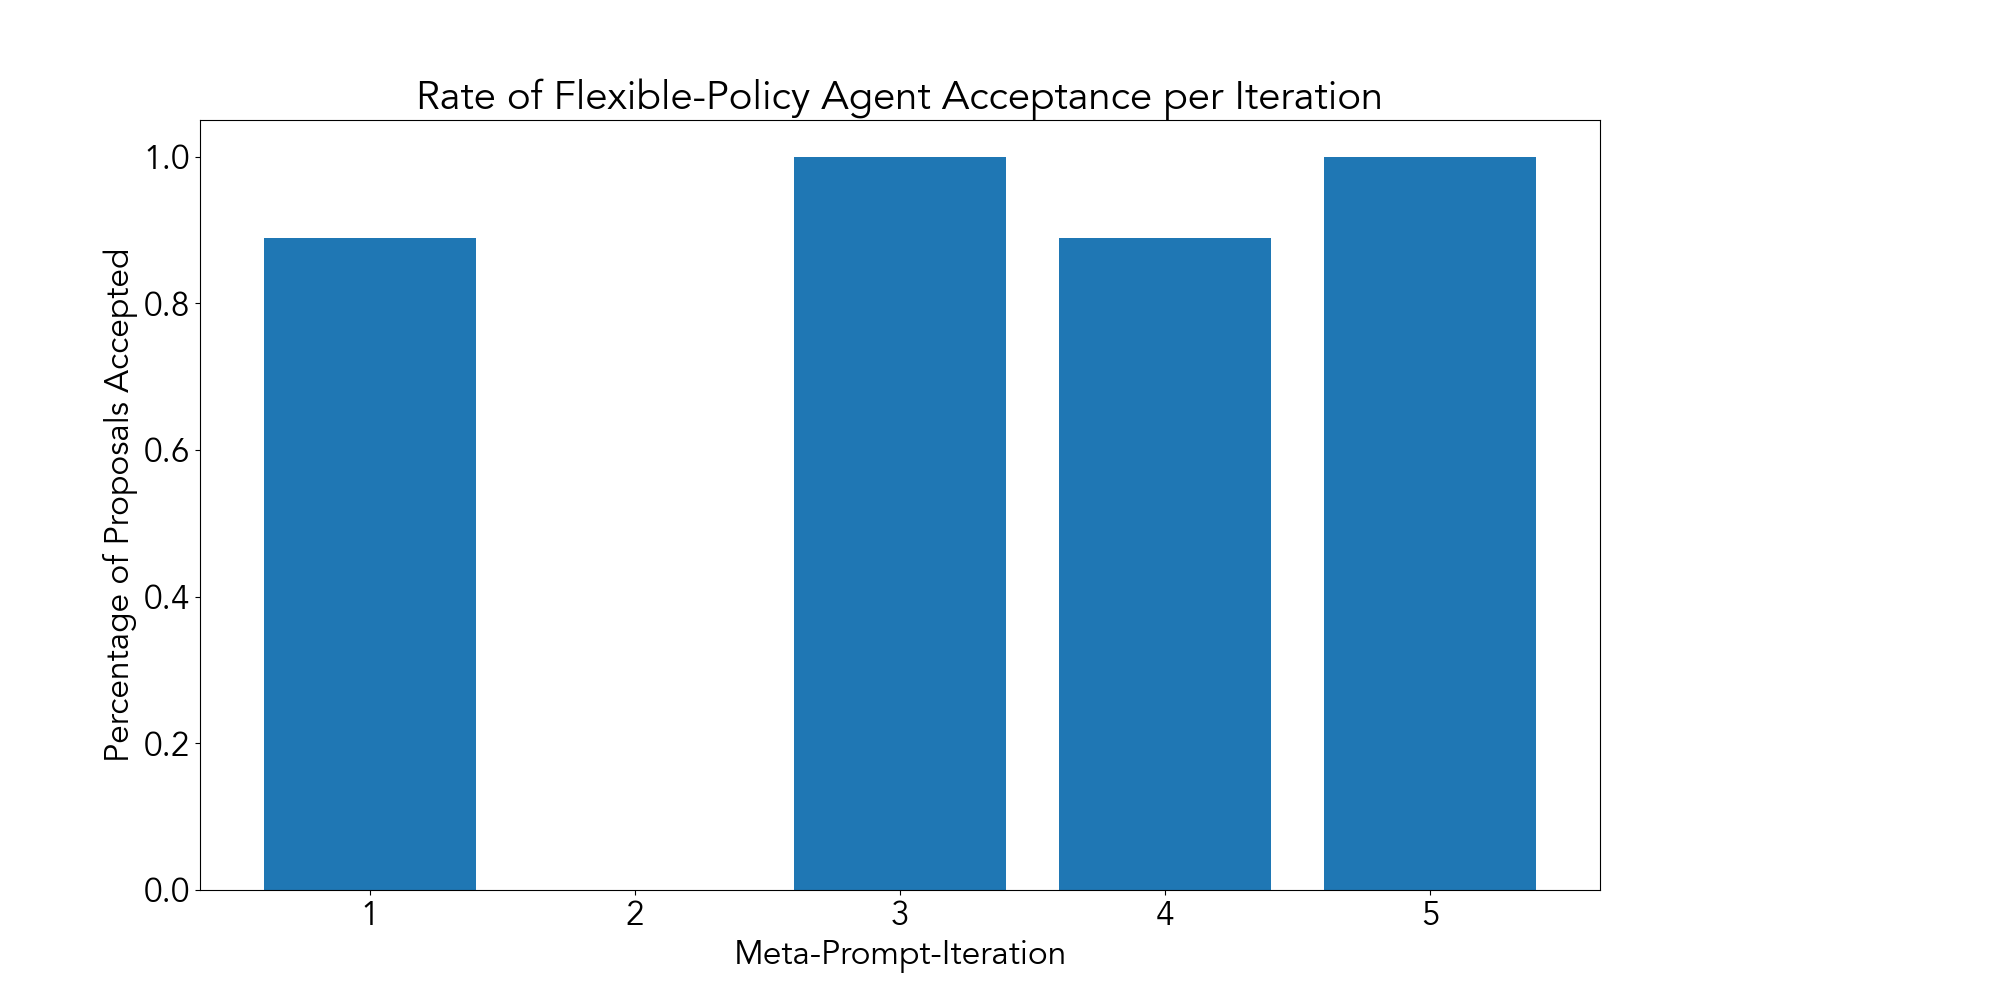 Rate of Flexible-Policy Agent Acceptance per Iteration
Percentage of Proposals Accepted
1.0
0.8
0.6
0.4
0.2
0.0
1 2 3 4 5
Meta-Prompt-Iteration